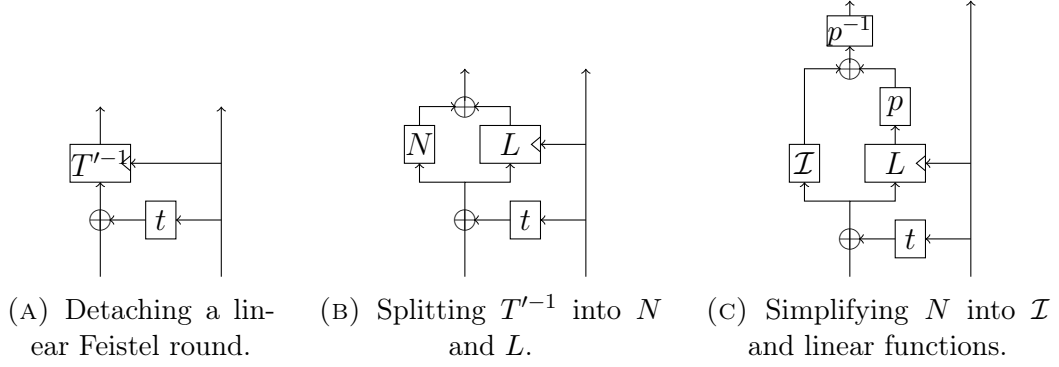 T′⁻¹
t
(A) Detaching a lin-
ear Feistel round.
N L
t
(B) Splitting T′⁻¹ into N
and L.
p⁻¹
p
𝓘 L
t
(C) Simplifying N into 𝓘
and linear functions.